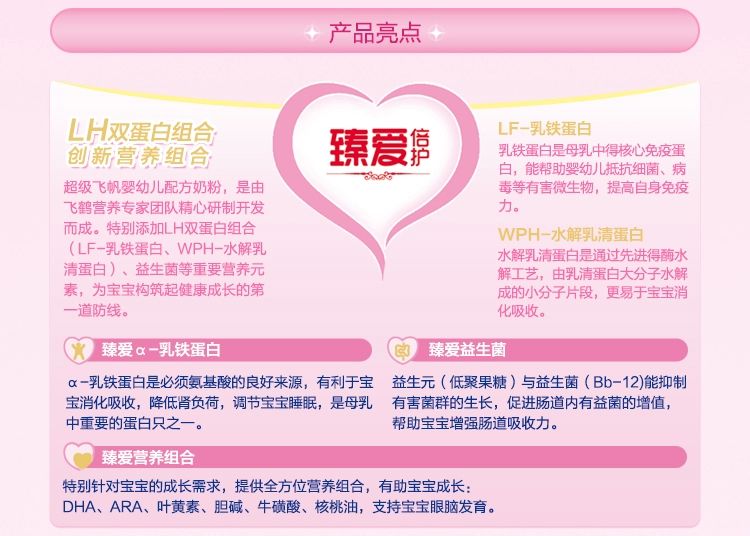 产品亮点
LH双蛋白组合
创新营养组合
超级飞帆婴幼儿配方奶粉，是由
飞鹤营养专家团队精心研制开发
而成。特别添加LH双蛋白组合
（LF-乳铁蛋白、WPH-水解乳
清蛋白）、益生菌等重要营养元
素，为宝宝构筑起健康成长的第
一道防线。
臻爱倍护
LF-乳铁蛋白
乳铁蛋白是母乳中得核心免疫蛋
白，能帮助婴幼儿抵抗细菌、病
毒等有害微生物，提高自身免疫
力。
WPH-水解乳清蛋白
水解乳清蛋白是通过先进得酶水
解工艺，由乳清蛋白大分子水解
成的小分子片段，更易于宝宝消
化吸收。
臻爱α-乳铁蛋白
α-乳铁蛋白是必须氨基酸的良好来源，有利于宝
宝消化吸收，降低肾负荷，调节宝宝睡眠，是母乳
中重要的蛋白只之一。
臻爱益生菌
益生元（低聚果糖）与益生菌（Bb-12)能抑制
有害菌群的生长，促进肠道内有益菌的增值，
帮助宝宝增强肠道吸收力。
臻爱营养组合
特别针对宝宝的成长需求，提供全方位营养组合，有助宝宝成长：
DHA、ARA、叶黄素、胆碱、牛磺酸、核桃油，支持宝宝眼脑发育。